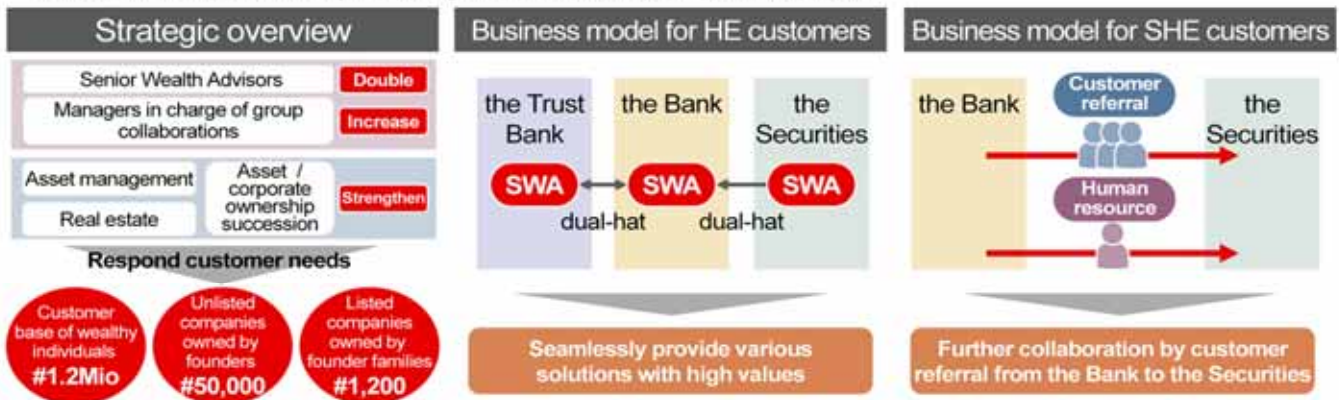 Strategic overview
Senior Wealth Advisors
Double
Managers in charge of group
collaborations
Increase
Asset management
Real estate
Asset /
corporate
ownership
succession
Strengthen
Respond customer needs
Customer
base of wealthy
individuals
#1.2Mio
Unlisted
companies
owned by
founders
#50,000
Listed
companies
owned by
founder families
#1,200
Business model for HE customers
the Trust
Bank
the Bank
the
Securities
SWA
SWA
SWA
dual-hat
dual-hat
Seamlessly provide various
solutions with high values
Business model for SHE customers
the Bank
Customer
referral
the
Securities
Human
resource
Further collaboration by customer
referral from the Bank to the Securities